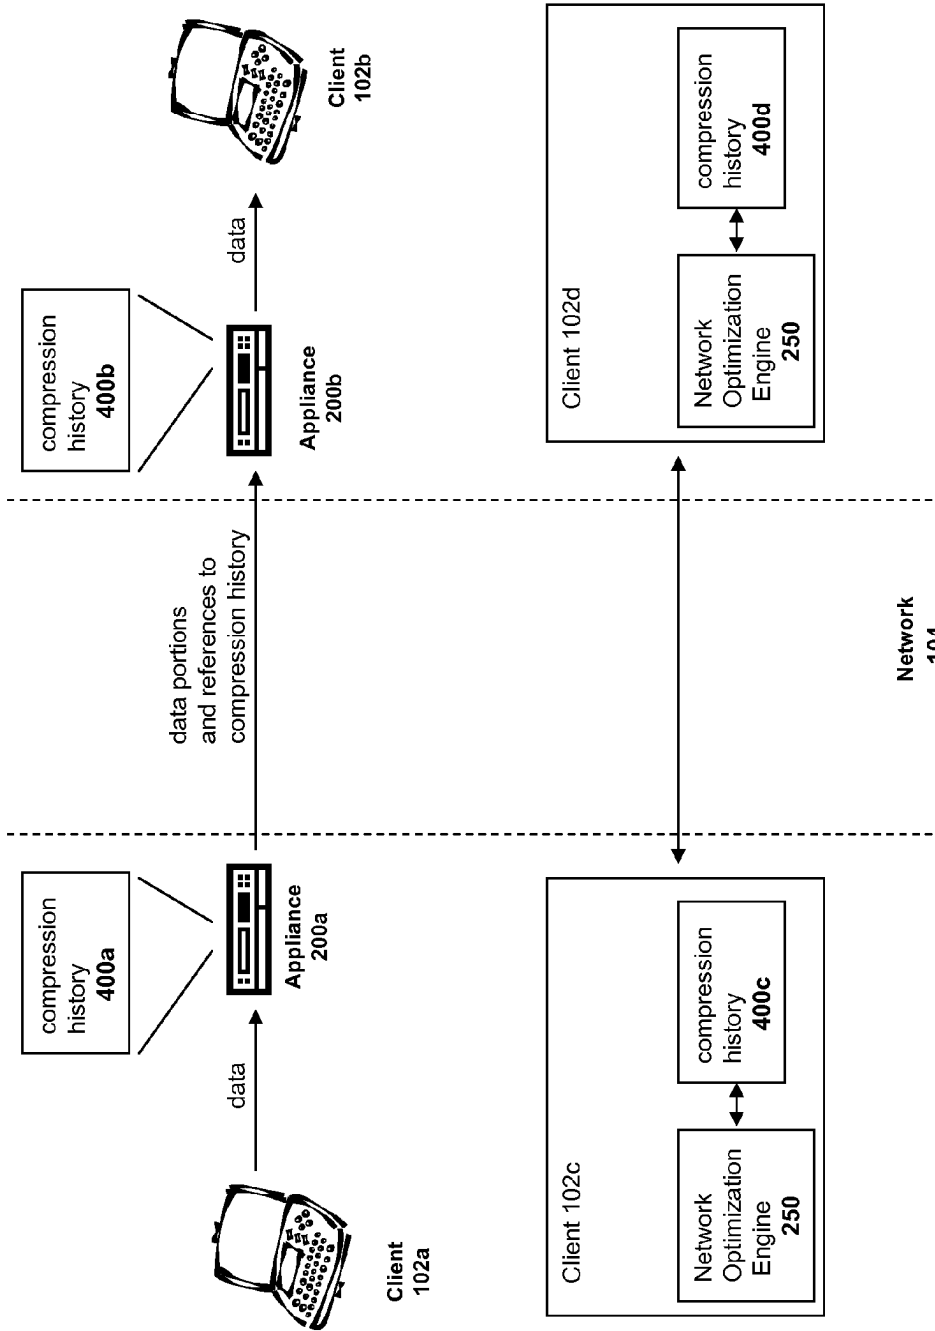 compression
history
400a
compression
history
400b
data portions
and references to
compression history
data
data
Appliance
200a
Appliance
200b
Client
102b
Client
102a
Client 102c
Network
Optimization
Engine
250
compression
history
400c
Client 102d
Network
Optimization
Engine
250
compression
history
400d
Network